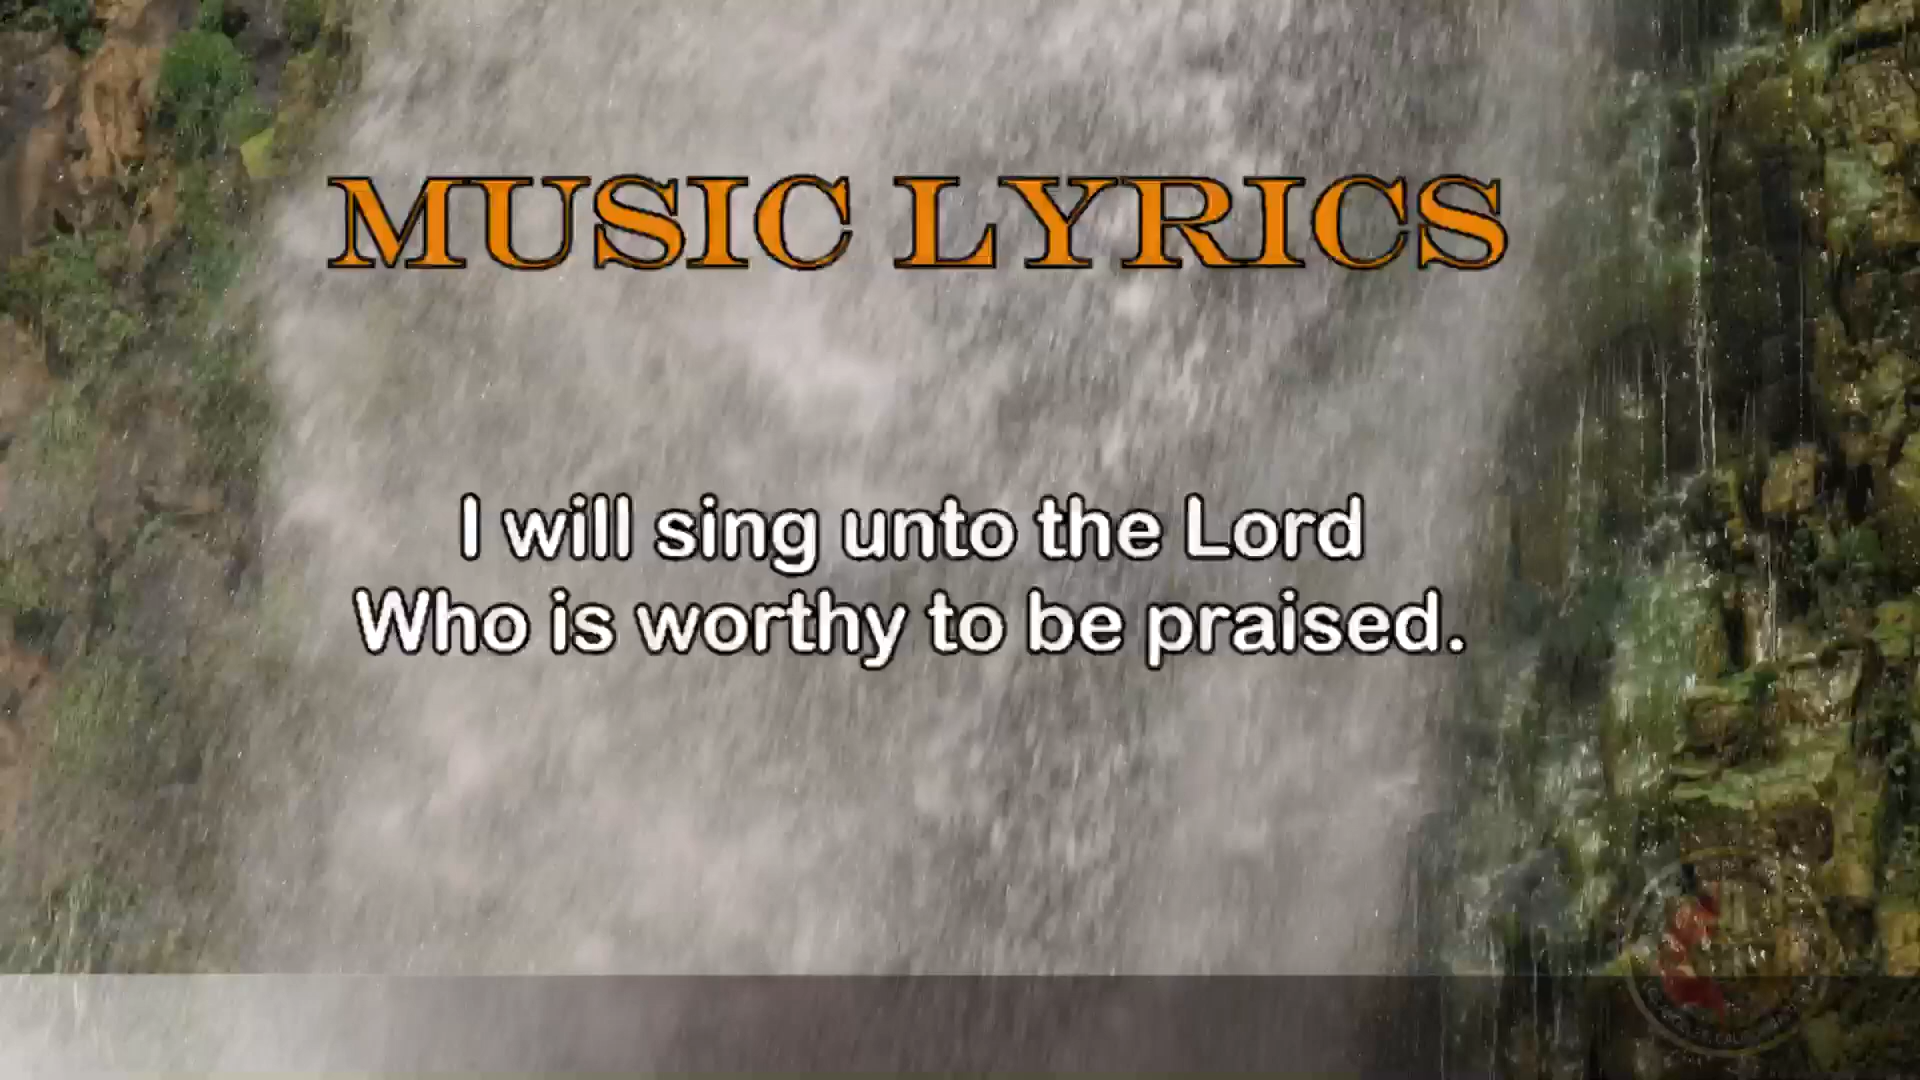 MUSIC LYRICS
I will sing unto the Lord
Who is worthy to be praised.